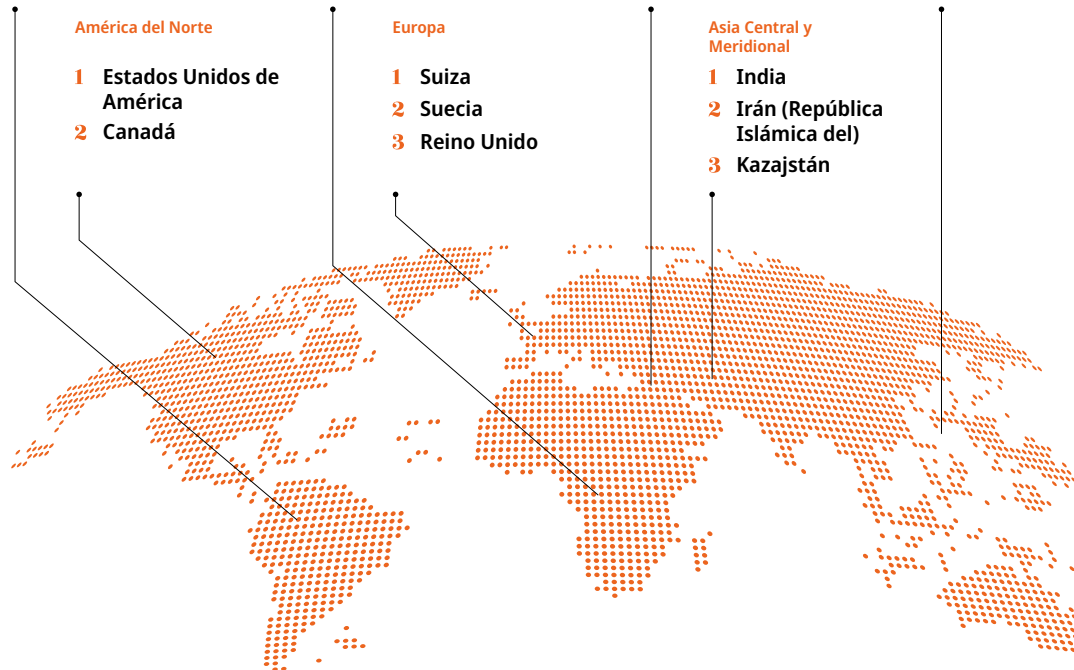 América del Norte
1 Estados Unidos de
América
2 Canadá
Europa
1 Suiza
2 Suecia
3 Reino Unido
Asia Central y
Meridional
1 India
2 Irán (República
Islámica del)
3 Kazajstán